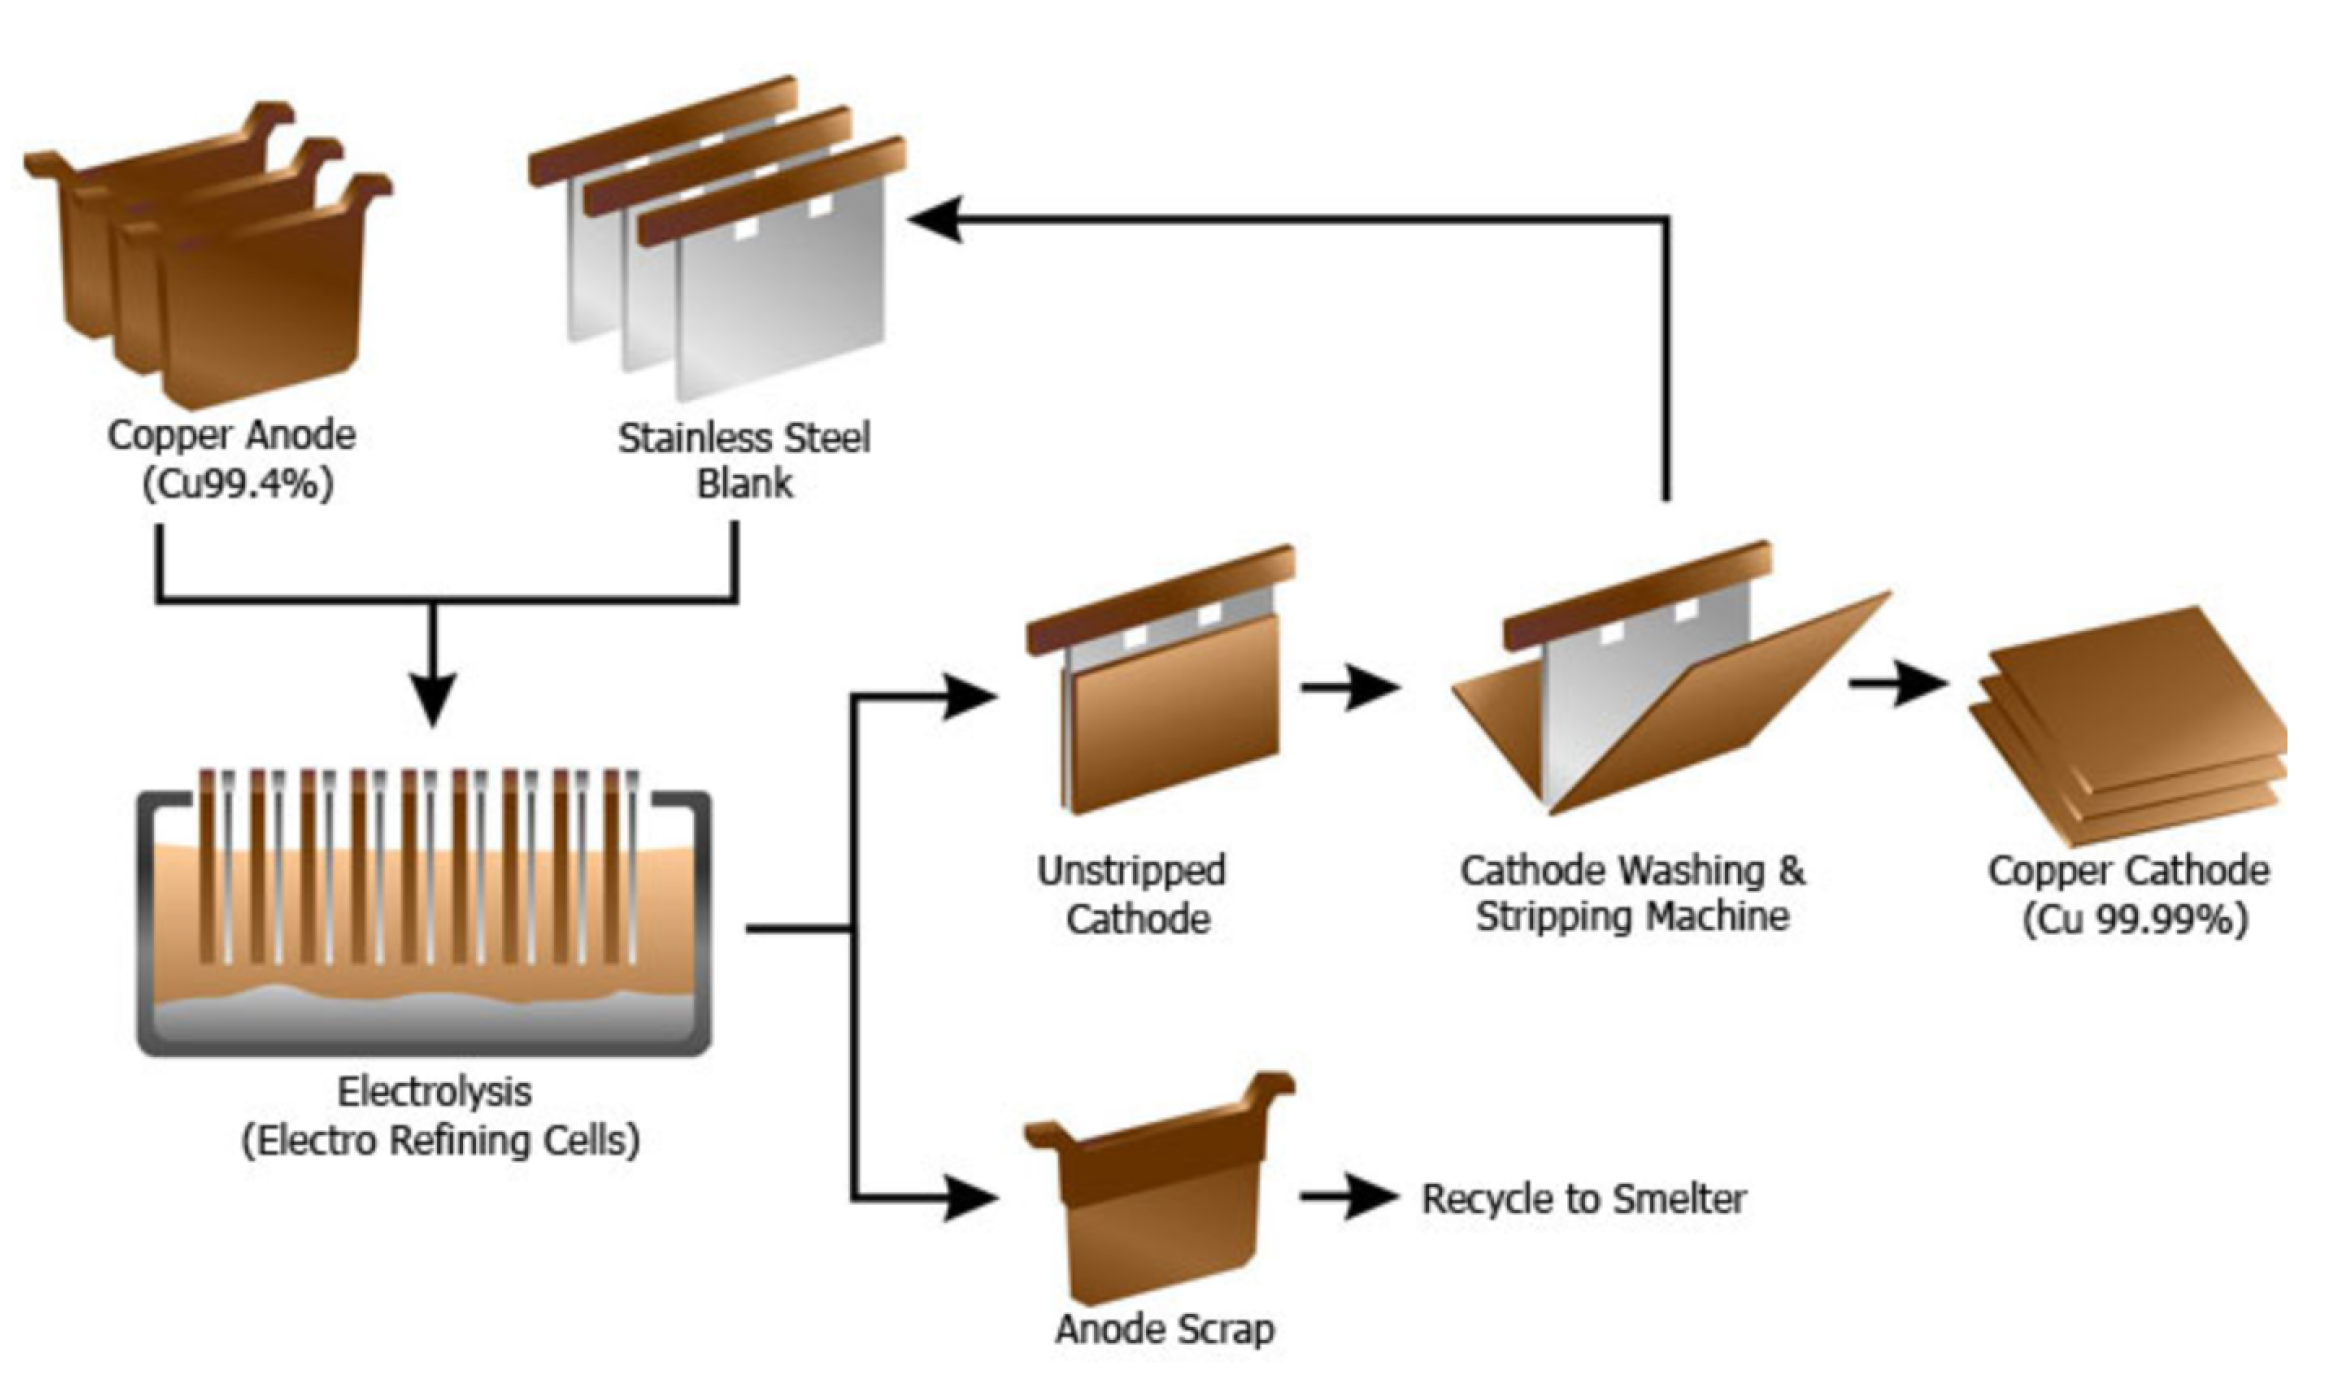 Copper Anode
(Cu99.4%)
Stainless Steel
Blank
Electrolysis
(Electro Refining Cells)
Unstripped
Cathode
Cathode Washing &
Stripping Machine
Copper Cathode
(Cu 99.99%)
Anode Scrap
Recycle to Smelter